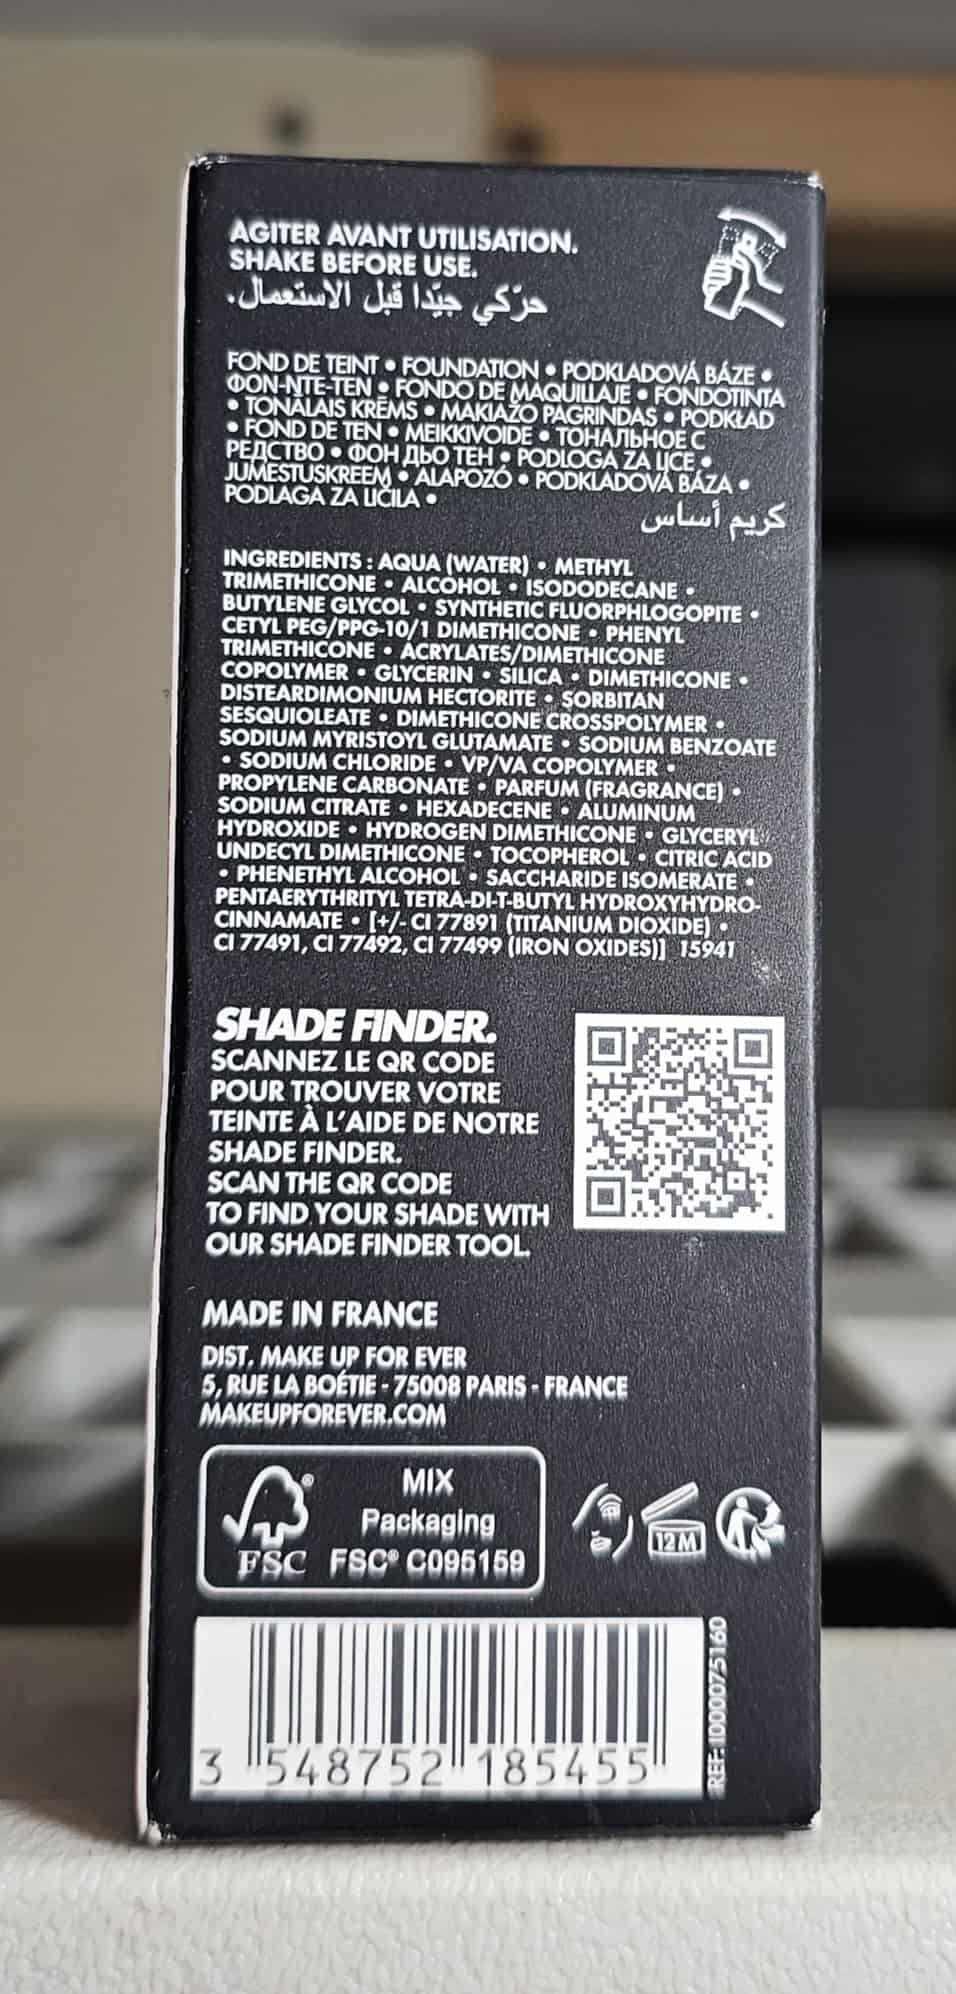 AGITER AVANT UTILISATION.
SHAKE BEFORE USE.
حرّكي جيّدا قبل الاستعمال.
FOND DE TEINT • FOUNDATION • PODKLADOVÁ BÁZE •
ФОН-NTE-TEN • FONDO DE MAQUILLAJE • FONDOTINTA
• TONĀLAIS KRĒMS • MAKIAŽO PAGRINDAS • PODKŁAD
• FOND DE TEN • MEIKKIVOIDE • ТОНАЛЬНОЕ С
РЕДСТВО • ФОН ДЬО ТЕН • PODLOGA ZA LICE •
JUMESTUSKREEM • ALAPOZÓ • PODKLADOVÁ BÁZA •
PODLAGA ZA LIČILA •
كريم أساس
INGREDIENTS : AQUA (WATER) • METHYL
TRIMETHICONE • ALCOHOL • ISODODECANE •
BUTYLENE GLYCOL • SYNTHETIC FLUORPHLOGOPITE •
CETYL PEG/PPG-10/1 DIMETHICONE • PHENYL
TRIMETHICONE • ACRYLATES/DIMETHICONE
COPOLYMER • GLYCERIN • SILICA • DIMETHICONE •
DISTEARDIMONIUM HECTORITE • SORBITAN
SESQUIOLEATE • DIMETHICONE CROSSPOLYMER •
SODIUM MYRISTOYL GLUTAMATE • SODIUM BENZOATE
• SODIUM CHLORIDE • VP/VA COPOLYMER •
PROPYLENE CARBONATE • PARFUM (FRAGRANCE) •
SODIUM CITRATE • HEXADECENE • ALUMINUM
HYDROXIDE • HYDROGEN DIMETHICONE • GLYCERYL
UNDECYL DIMETHICONE • TOCOPHEROL • CITRIC ACID
• PHENETHYL ALCOHOL • SACCHARIDE ISOMERATE •
PENTAERYTHRITYL TETRA-DI-T-BUTYL HYDROXYHYDRO-
CINNAMATE • [+/- CI 77891 (TITANIUM DIOXIDE) •
CI 77491, CI 77492, CI 77499 (IRON OXIDES)] 15941
SHADE FINDER.
SCANNEZ LE QR CODE
POUR TROUVER VOTRE
TEINTE À L'AIDE DE NOTRE
SHADE FINDER.
SCAN THE QR CODE
TO FIND YOUR SHADE WITH
OUR SHADE FINDER TOOL.
MADE IN FRANCE
DIST. MAKE UP FOR EVER
5, RUE LA BOÉTIE - 75008 PARIS - FRANCE
MAKEUPFOREVER.COM
FSC
MIX
Packaging
FSC® C095159
12 M
3 548752 185455
REF: I000075160